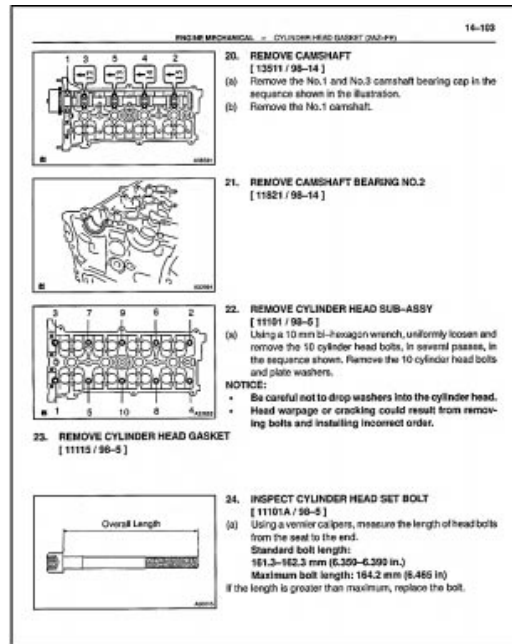 14–103
ENGINE MECHANICAL – CYLINDER HEAD GASKET (2AZ-FE)
1 3 5 4 2
20. REMOVE CAMSHAFT
[ 13511 / 98–14 ]
(a) Remove the No.1 and No.3 camshaft bearing cap in the
sequence shown in the illustration.
(b) Remove the No.1 camshaft.
21. REMOVE CAMSHAFT BEARING NO.2
[ 11821 / 98–14 ]
3 7 9 6 2
1 5 10 8 4
22. REMOVE CYLINDER HEAD SUB–ASSY
[ 11101 / 98–5 ]
(a) Using a 10 mm bi–hexagon wrench, uniformly loosen and
remove the 10 cylinder head bolts, in several passes, in
the sequence shown. Remove the 10 cylinder head bolts
and plate washers.
NOTICE:
• Be careful not to drop washers into the cylinder head.
• Head warpage or cracking could result from remov-
ing bolts and installing incorrect order.
23. REMOVE CYLINDER HEAD GASKET
[ 11115 / 98–5 ]
Overall Length
24. INSPECT CYLINDER HEAD SET BOLT
[ 11101A / 98–5 ]
(a) Using a vernier calipers, measure the length of head bolts
from the seat to the end.
Standard bolt length:
161.3–162.3 mm (6.350–6.390 in.)
Maximum bolt length: 164.2 mm (6.465 in)
If the length is greater than maximum, replace the bolt.